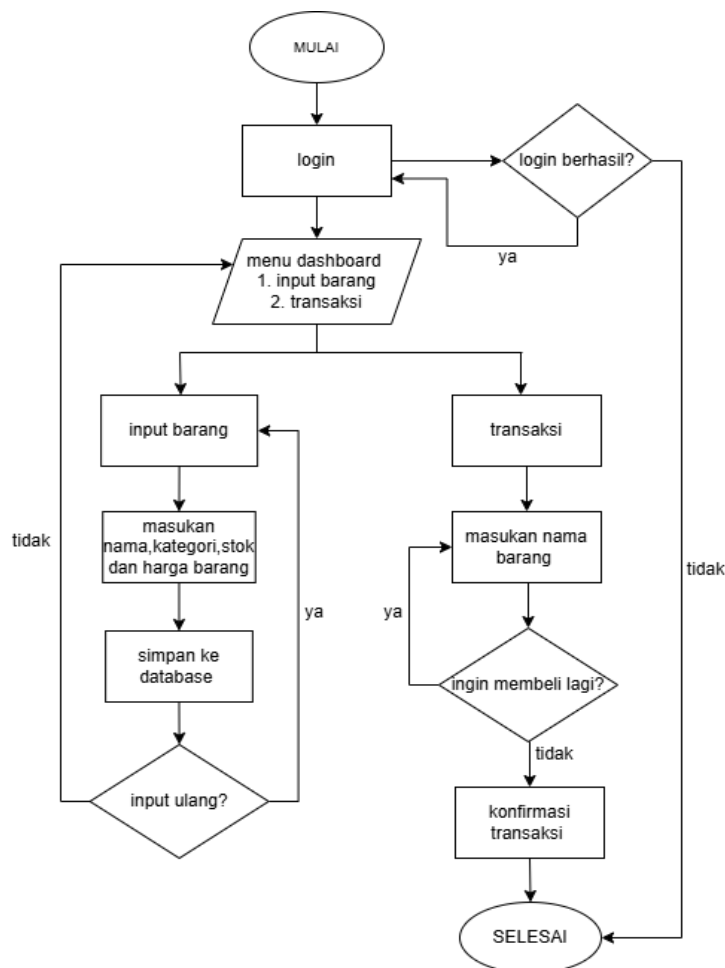 MULAI
login
login berhasil?
ya
menu dashboard
1. input barang
2. transaksi
input barang
transaksi
masukan
nama,kategori,stok
dan harga barang
masukan nama
barang
tidak
tidak
ya
ya
simpan ke
database
ingin membeli lagi?
tidak
input ulang?
konfirmasi
transaksi
SELESAI